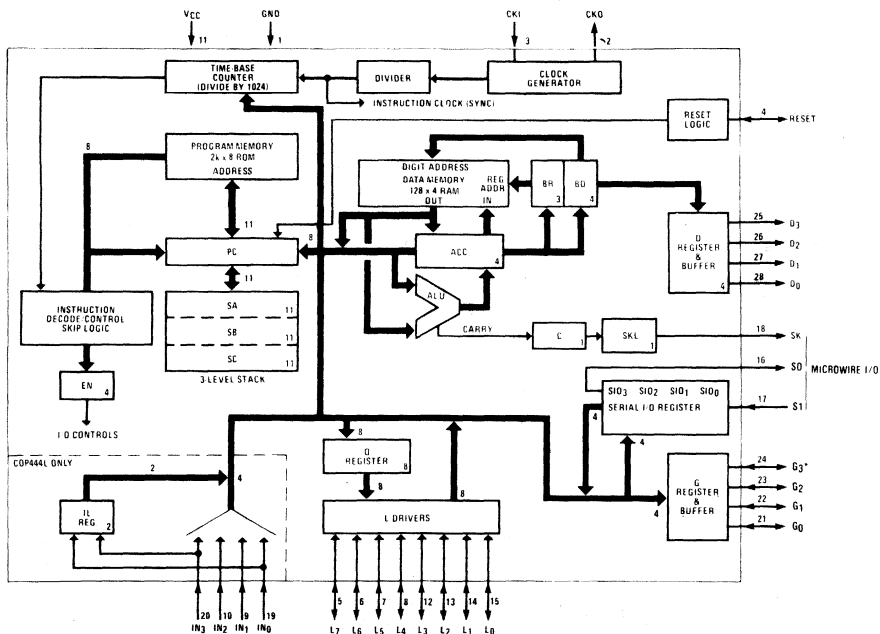 VCC
GND
CKI
CKO
11
1
3
2
TIME-BASE
COUNTER
(DIVIDE BY 1024)
DIVIDER
CLOCK
GENERATOR
INSTRUCTION CLOCK (SYNC)
RESET
LOGIC
4
RESET
8
PROGRAM MEMORY
2k x 8 ROM
ADDRESS
DIGIT ADDRESS
DATA MEMORY
128 x 4 RAM
OUT
REG
ADDR
IN
BR
3
BD
4
11
PC
8
ACC
4
D
REGISTER
&
BUFFER
4
25
D3
26
D2
27
D1
28
D0
11
INSTRUCTION
DECODE/CONTROL
SKIP LOGIC
SA
11
SB
11
SC
11
3-LEVEL STACK
ALU
CARRY
C
1
SKL
1
18
SK
16
SO
MICROWIRE I/O
17
S1
EN
4
I O CONTROLS
SIO3 SIO2 SIO1 SIO0
SERIAL I/O REGISTER
4
4
COP444L ONLY
2
4
IL
REG
2
8
Q
REGISTER
8
8
8
L DRIVERS
4
G
REGISTER
&
BUFFER
24
G3*
23
G2
22
G1
21
G0
20
10
9
19
IN3
IN2
IN1
IN0
5
6
7
8
12
13
14
15
L7
L6
L5
L4
L3
L2
L1
L0